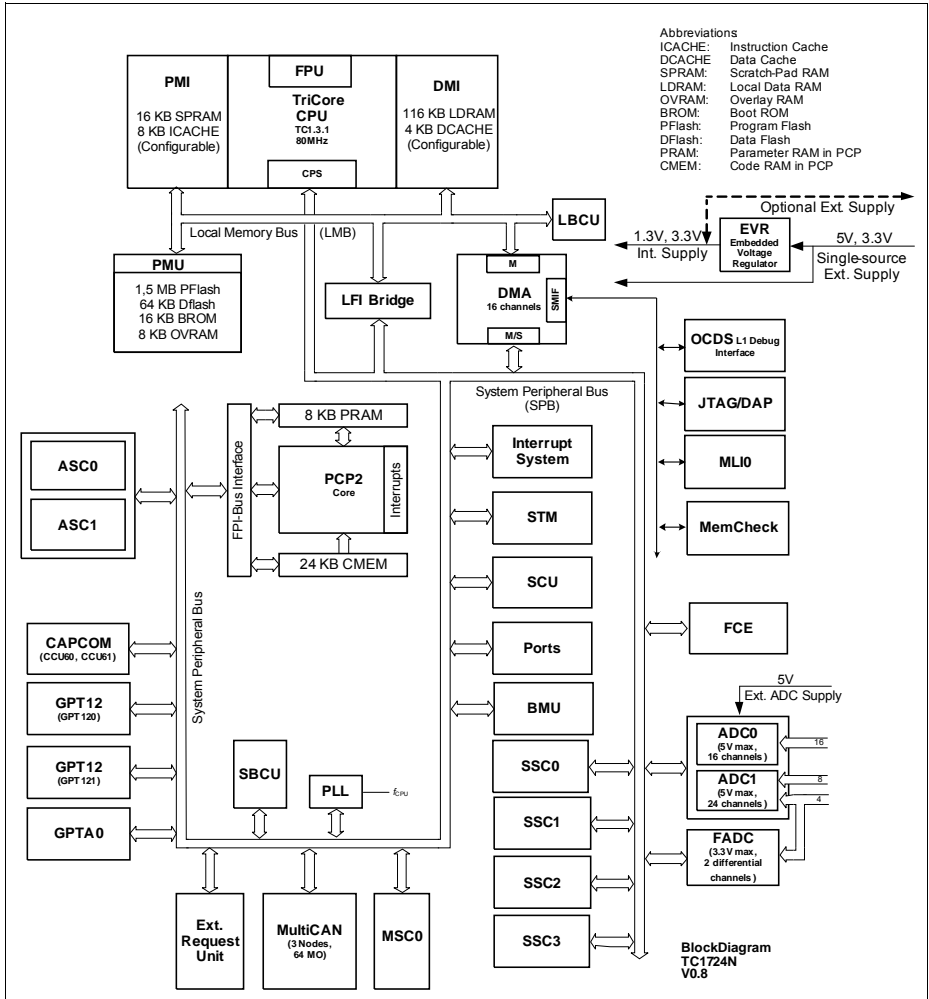 Abbreviations:
ICACHE: Instruction Cache
DCACHE Data Cache
SPRAM: Scratch-Pad RAM
LDRAM: Local Data RAM
OVRAM: Overlay RAM
BROM: Boot ROM
PFlash: Program Flash
DFlash: Data Flash
PRAM: Parameter RAM in PCP
CMEM: Code RAM in PCP
PMI
16 KB SPRAM
8 KB ICACHE
(Configurable)
FPU
TriCore
CPU
TC1.3.1
80MHz
CPS
DMI
116 KB LDRAM
4 KB DCACHE
(Configurable)
Local Memory Bus (LMB)
LBCU
Optional Ext. Supply
1.3V, 3.3V
Int. Supply
EVR
Embedded
Voltage
Regulator
5V, 3.3V
Single-source
Ext. Supply
PMU
1,5 MB PFlash
64 KB Dflash
16 KB BROM
8 KB OVRAM
LFI Bridge
M
DMA
16 channels
SMIF
M/S
OCDS L1 Debug
Interface
JTAG/DAP
MLI0
MemCheck
System Peripheral Bus
(SPB)
ASC0
ASC1
FPI-Bus Interface
8 KB PRAM
PCP2
Core
Interrupts
24 KB CMEM
Interrupt
System
STM
SCU
Ports
BMU
FCE
System Peripheral Bus
CAPCOM
(CCU60, CCU61)
GPT12
(GPT120)
GPT12
(GPT121)
GPTA0
SBCU
PLL
fCPU
SSC0
SSC1
SSC2
SSC3
5V
Ext. ADC Supply
ADC0
(5V max,
16 channels)
16
ADC1
(5V max,
24 channels)
8
4
FADC
(3.3V max,
2 differential
channels)
Ext.
Request
Unit
MultiCAN
(3 Nodes,
64 MO)
MSC0
BlockDiagram
TC1724N
V0.8